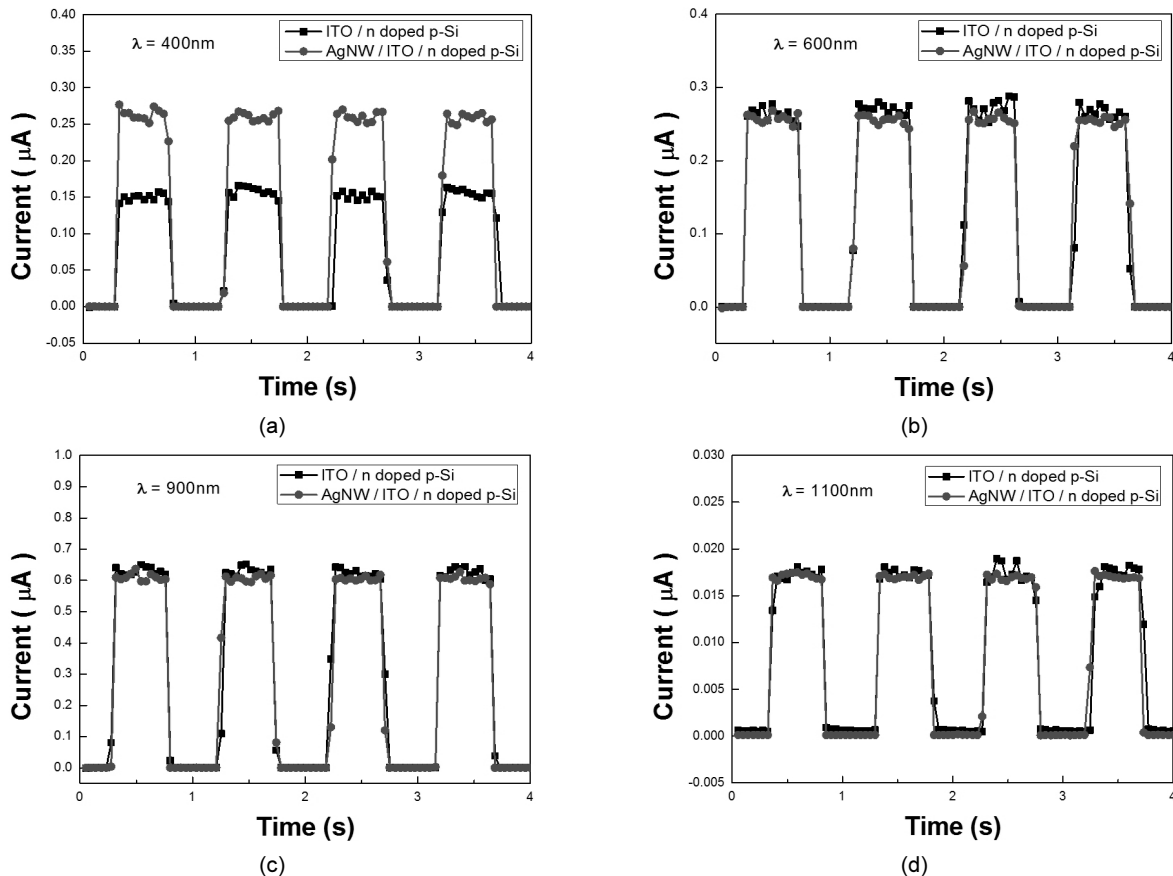 ITO / n doped p-Si
AgNW / ITO / n doped p-Si
λ = 400nm
0.40
0.35
0.30
0.25
0.20
0.15
0.10
0.05
0.00
-0.05
Current ( μA )
0 1 2 3 4
Time (s)
(a)
ITO / n doped p-Si
AgNW / ITO / n doped p-Si
λ = 600nm
0.4
0.3
0.2
0.1
0.0
Current ( μA )
0 1 2 3 4
Time (s)
(b)
ITO / n doped p-Si
AgNW / ITO / n doped p-Si
λ = 900nm
1.0
0.9
0.8
0.7
0.6
0.5
0.4
0.3
0.2
0.1
0.0
Current ( μA )
0 1 2 3 4
Time (s)
(c)
ITO / n doped p-Si
AgNW / ITO / n doped p-Si
λ = 1100nm
0.030
0.025
0.020
0.015
0.010
0.005
0.000
-0.005
Current ( μA )
0 1 2 3 4
Time (s)
(d)